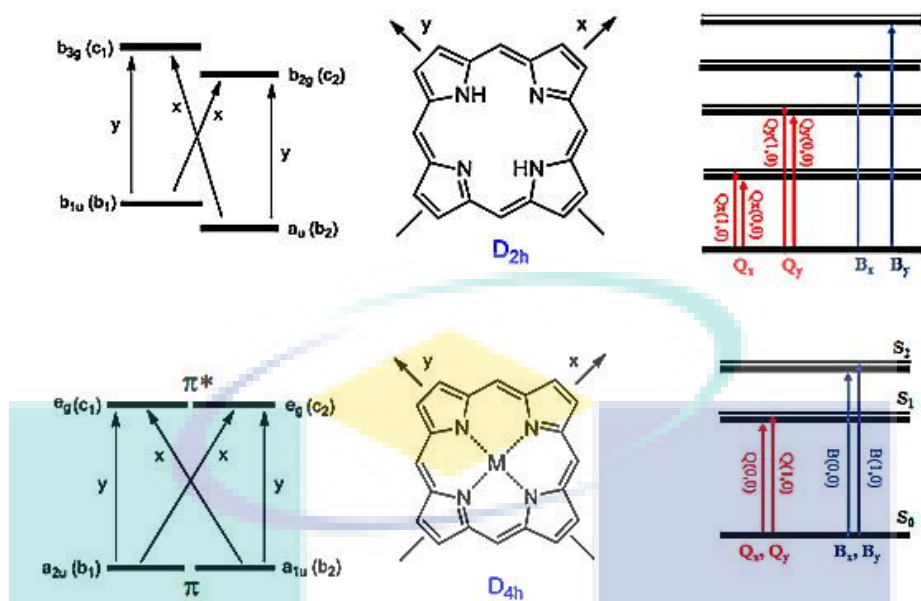 b3g (c1)
b2g (c2)
y
x
x
y
b1u (b1)
au (b2)
y
x
NH
N
N
HN
D2h
Qx(1,0)
Qx(0,0)
Qy(1,0)
Qy(0,0)
Qx
Qy
Bx
By
π*
eg (c1)
eg (c2)
y
x
x
y
a2u (b1)
a1u (b2)
π
y
x
N
N
M
N
N
D4h
S2
S1
Q(0,0)
Q(1,0)
B(0,0)
B(1,0)
S0
Qx, Qy
Bx, By